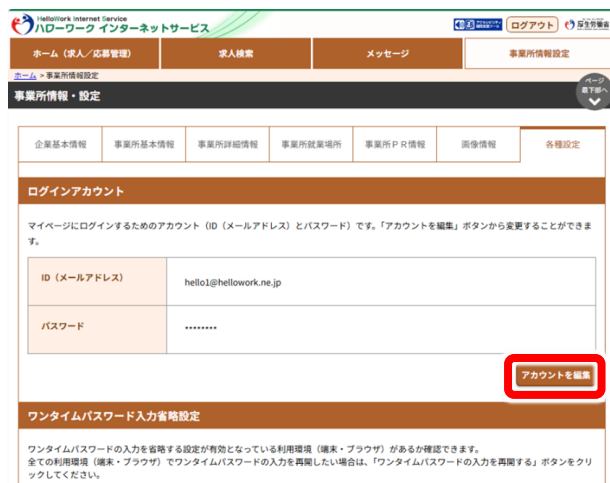 HelloWork Internet Service
ハローワーク インターネットサービス
ログアウト
厚生労働省
ホーム（求人／応募管理）
求人検索
メッセージ
事業所情報設定
ホーム > 事業所情報設定
ページ
最下部へ
事業所情報・設定
企業基本情報
事業所基本情報
事業所詳細情報
事業所就業場所
事業所ＰＲ情報
画像情報
各種設定
ログインアカウント
マイページにログインするためのアカウント（ID（メールアドレス）とパスワード）です。「アカウントを編集」ボタンから変更することができま
す。
ID（メールアドレス）
hello1@hellowork.ne.jp
パスワード
••••••••
アカウントを編集
ワンタイムパスワード入力省略設定
ワンタイムパスワードの入力を省略する設定が有効となっている利用環境（端末・ブラウザ）があるか確認できます。
全ての利用環境（端末・ブラウザ）でワンタイムパスワードの入力を再開したい場合は、「ワンタイムパスワードの入力を再開する」ボタンをクリ
ックしてください。